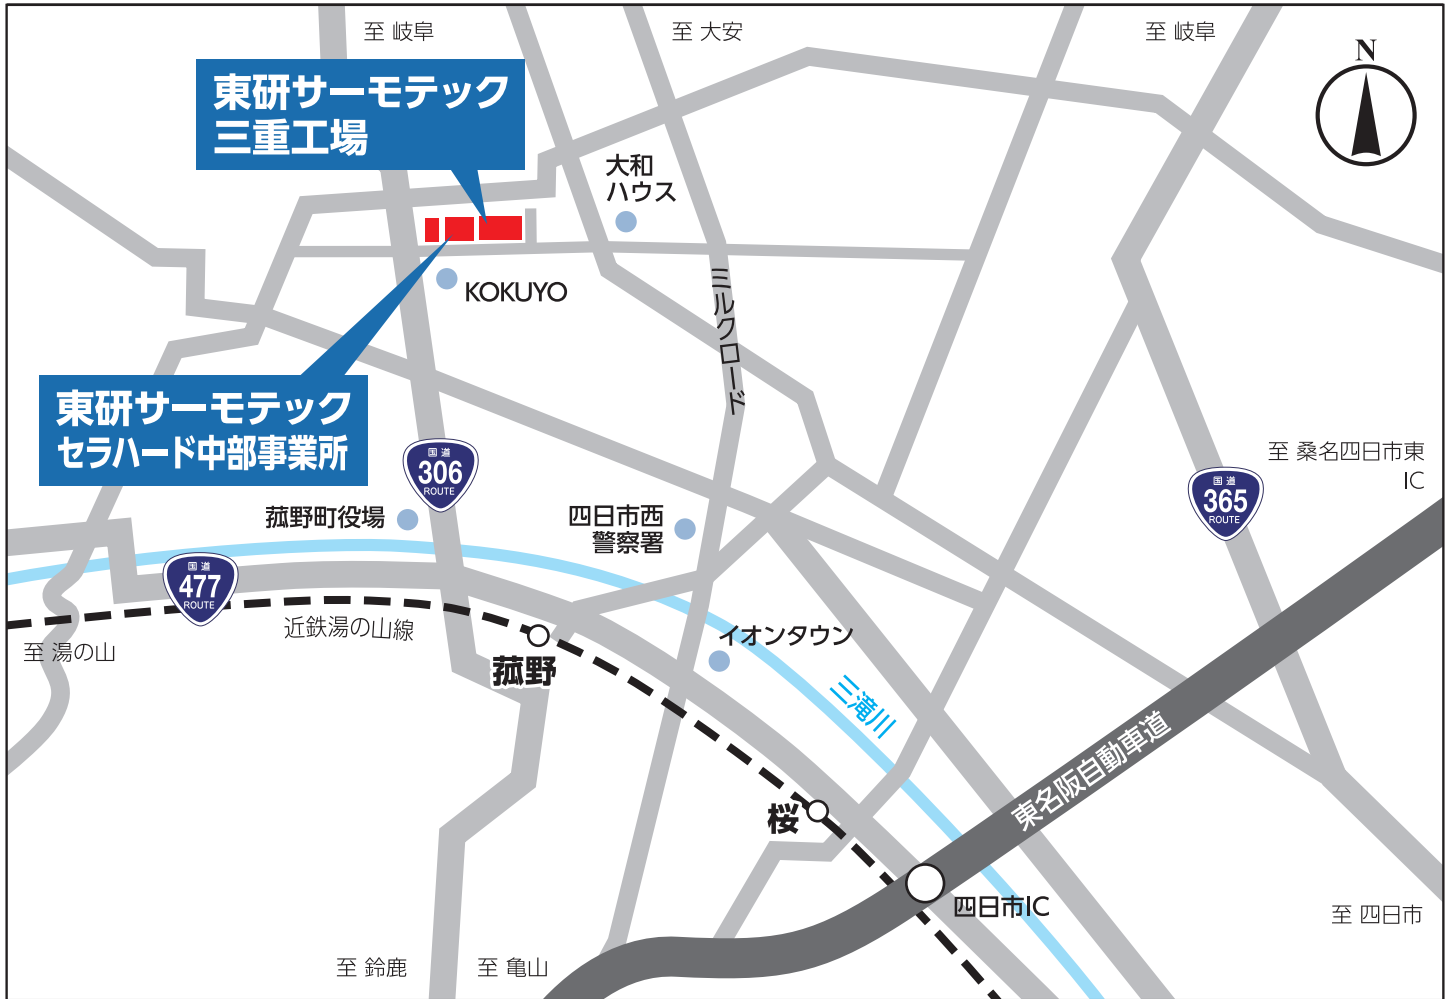 至 岐阜
至 大安
至 岐阜
N
東研サーモテック
三重工場
大和
ハウス
KOKUYO
ミルクロード
東研サーモテック
セラハード中部事業所
国道
306
ROUTE
至 桑名四日市東
IC
国道
365
ROUTE
菰野町役場
四日市西
警察署
国道
477
ROUTE
近鉄湯の山線
至 湯の山
菰野
イオンタウン
三滝川
東名阪自動車道
桜
四日市IC
至 四日市
至 鈴鹿
至 亀山